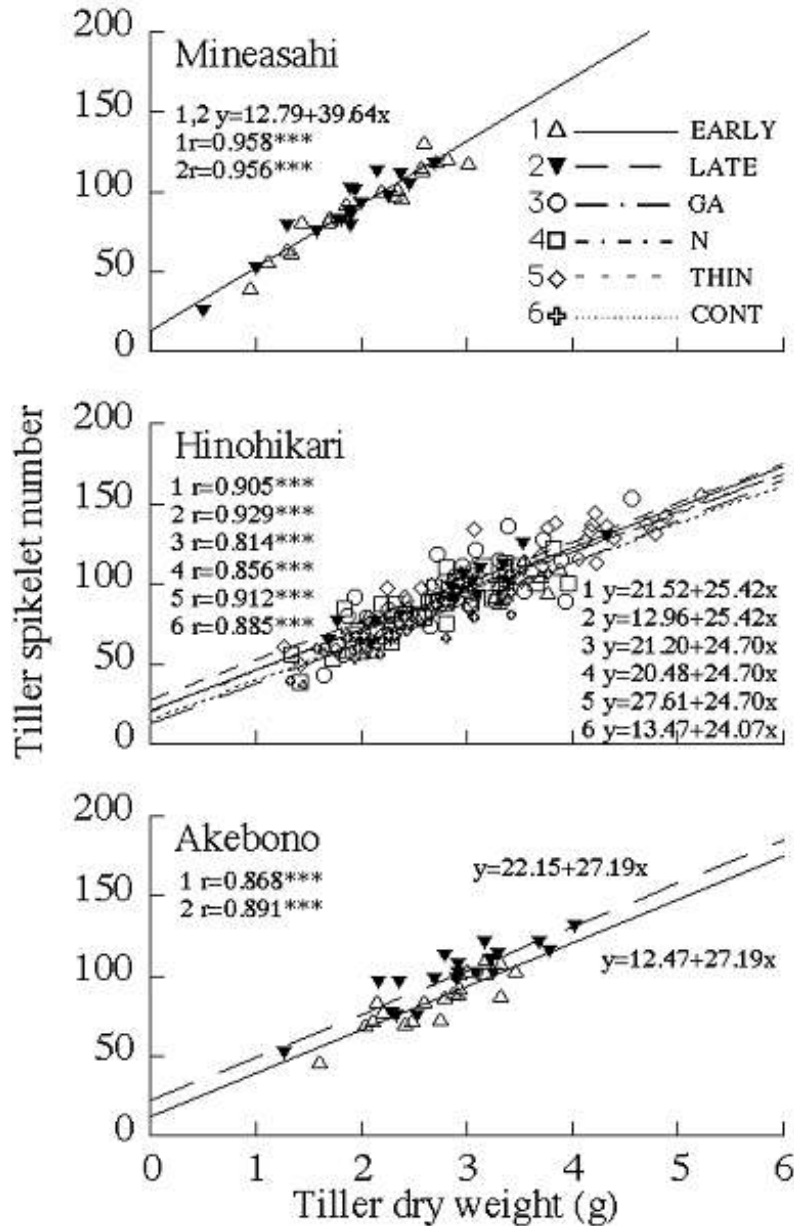 200
Mineasahi
150
1,2 y=12.79+39.64x
1r=0.958***
2r=0.956***
100
50
0
1 EARLY
2 LATE
3 GA
4 N
5 THIN
6 CONT
Tiller spikelet number
200
Hinohikari
1 r=0.905***
2 r=0.929***
3 r=0.814***
4 r=0.856***
5 r=0.912***
6 r=0.885***
150
100
50
0
1 y=21.52+25.42x
2 y=12.96+25.42x
3 y=21.20+24.70x
4 y=20.48+24.70x
5 y=27.61+24.70x
6 y=13.47+24.07x
200
Akebono
1 r=0.868***
2 r=0.891***
150
100
50
0
y=22.15+27.19x
y=12.47+27.19x
0 1 2 3 4 5 6
Tiller dry weight (g)